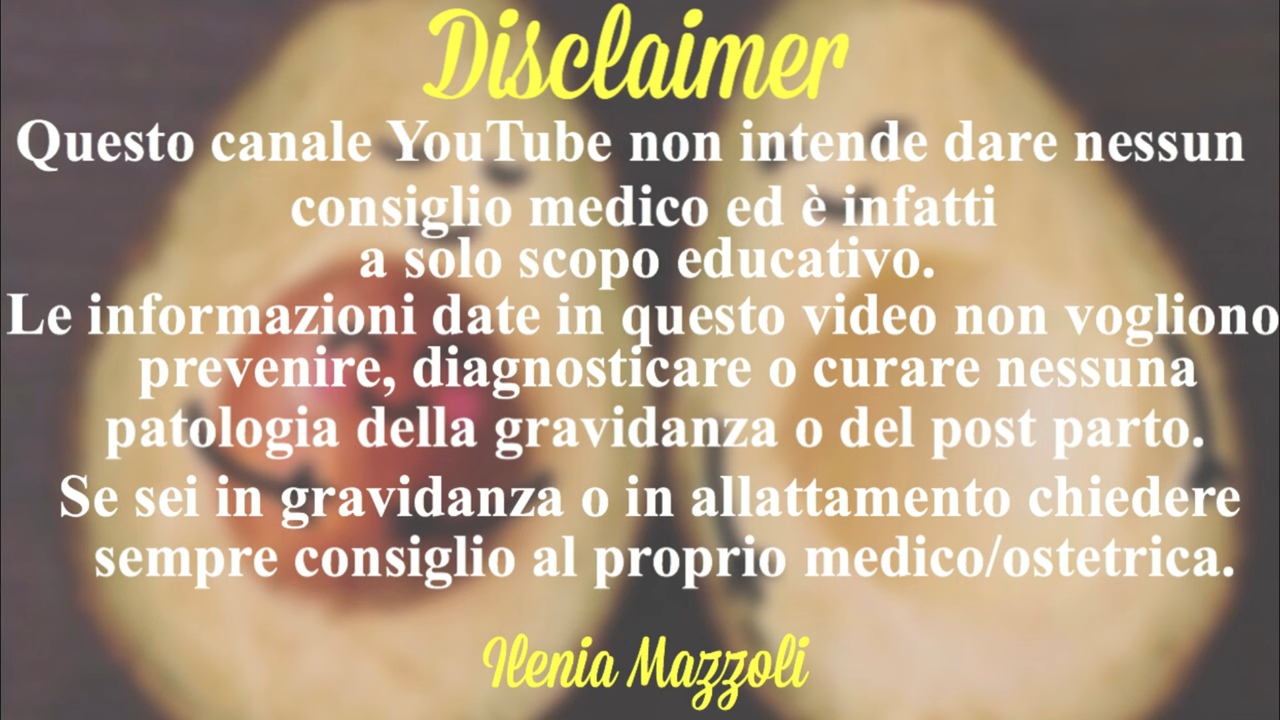 Disclaimer
Questo canale YouTube non intende dare nessun
consiglio medico ed è infatti
a solo scopo educativo.
Le informazioni date in questo video non vogliono
prevenire, diagnosticare o curare nessuna
patologia della gravidanza o del post parto.
Se sei in gravidanza o in allattamento chiedere
sempre consiglio al proprio medico/ostetrica.
Ilenia Mazzoli